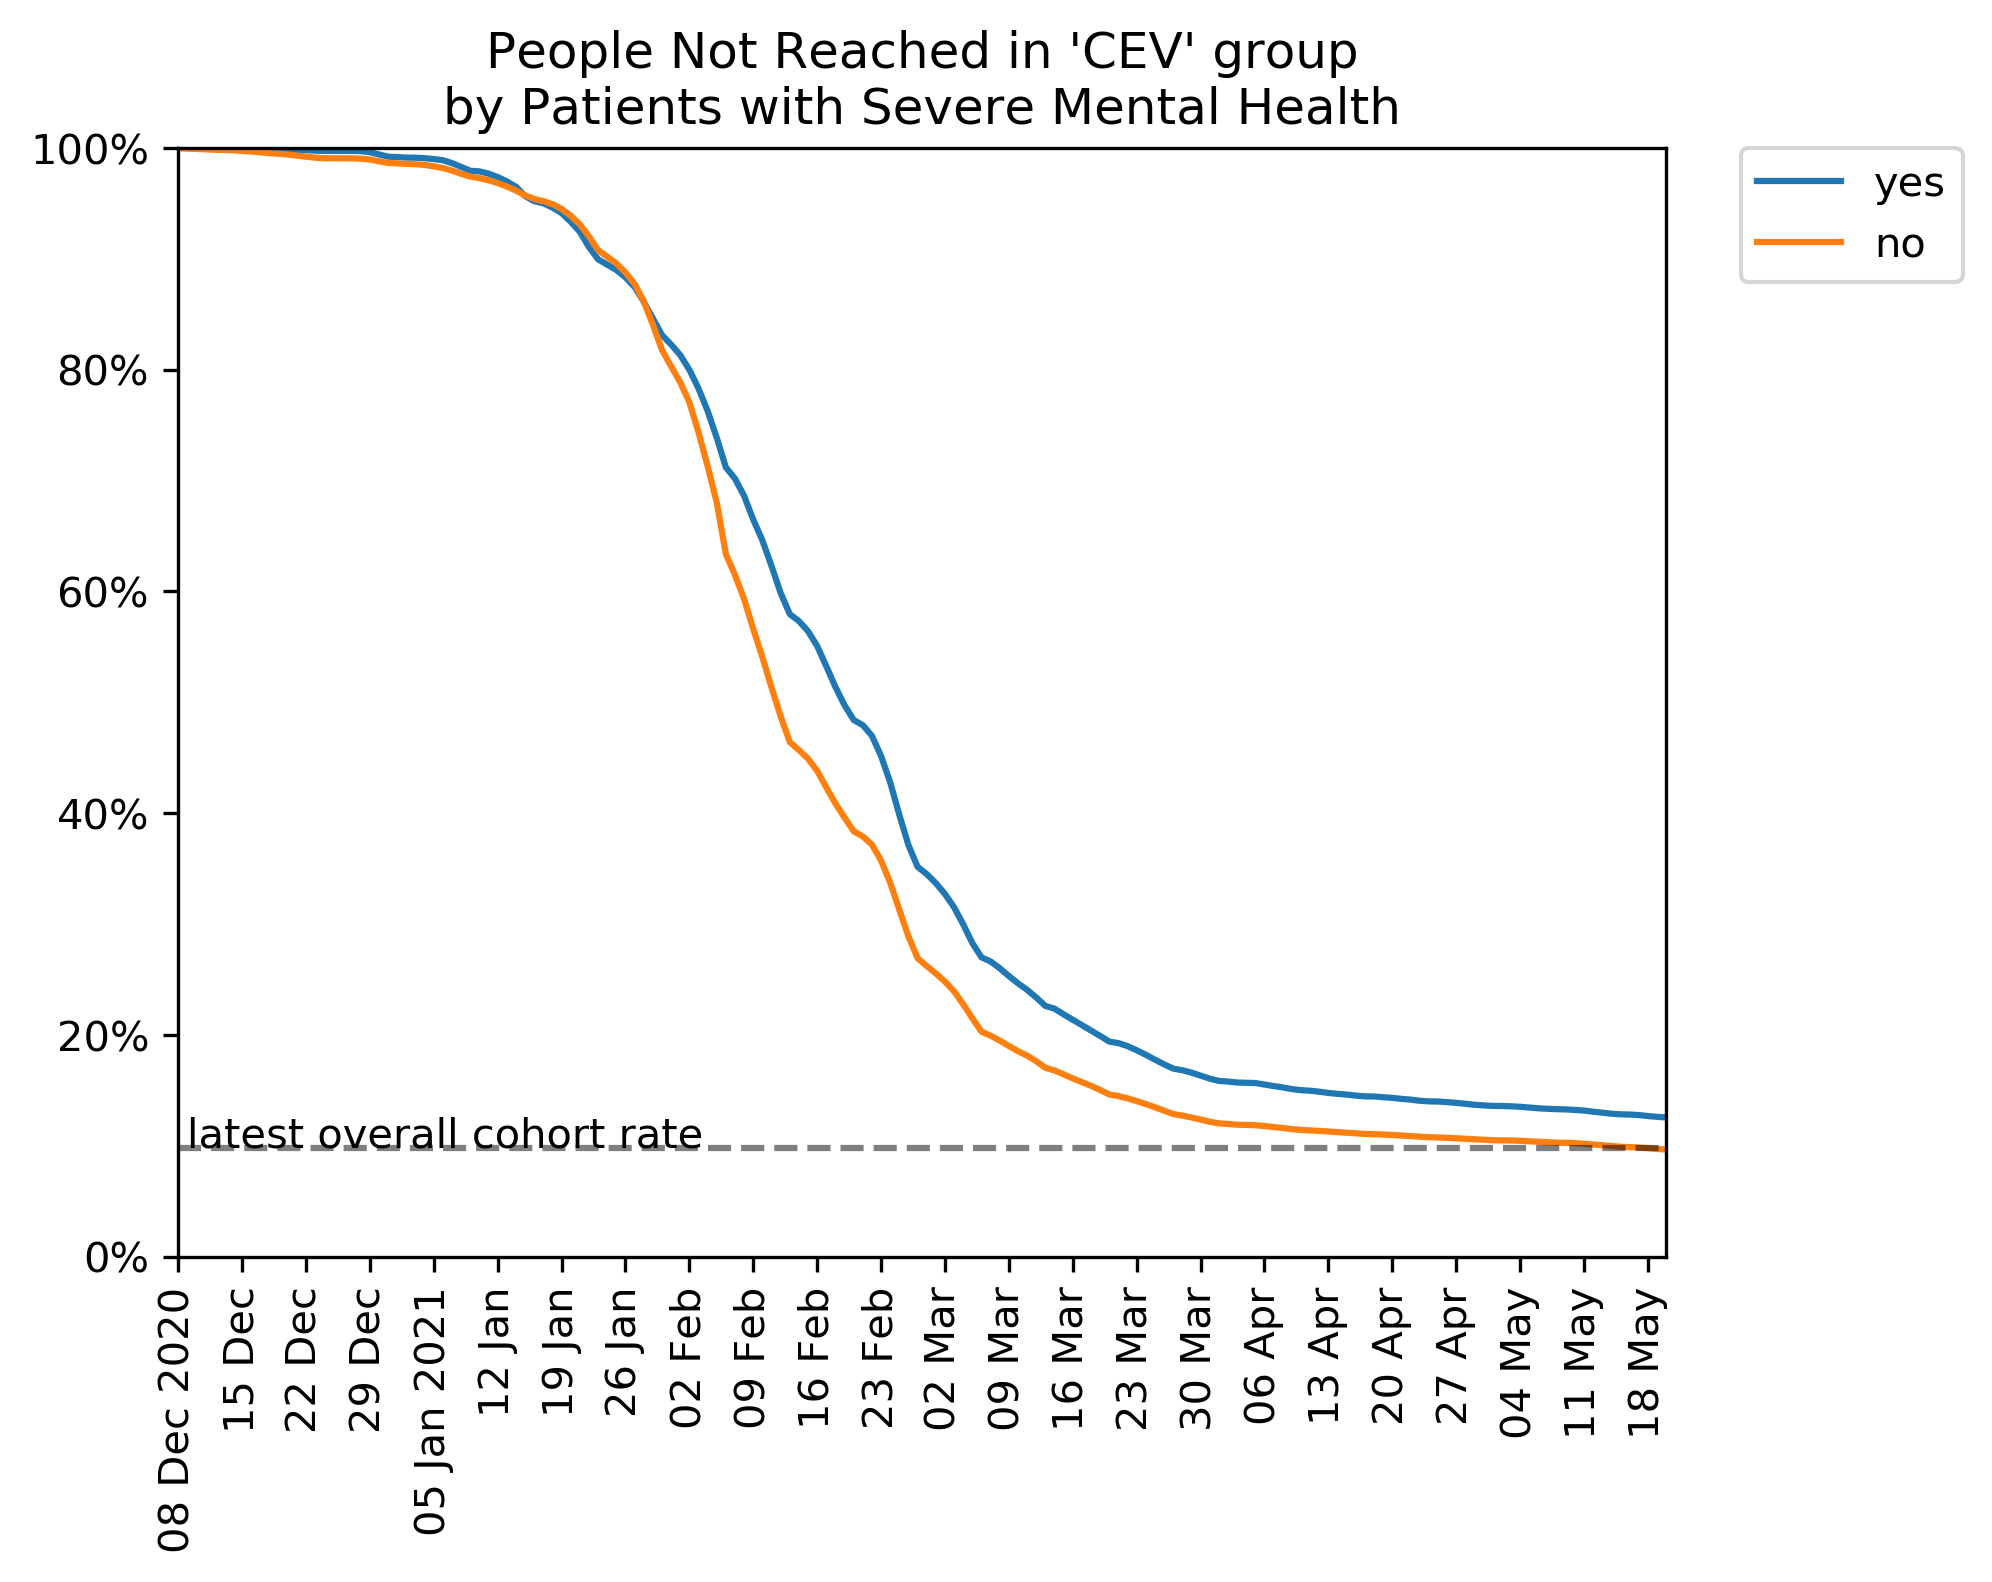 People Not Reached in 'CEV' group
by Patients with Severe Mental Health
100%
80%
60%
40%
20%
0%
yes
no
latest overall cohort rate
08 Dec 2020
15 Dec
22 Dec
29 Dec
05 Jan 2021
12 Jan
19 Jan
26 Jan
02 Feb
09 Feb
16 Feb
23 Feb
02 Mar
09 Mar
16 Mar
23 Mar
30 Mar
06 Apr
13 Apr
20 Apr
27 Apr
04 May
11 May
18 May